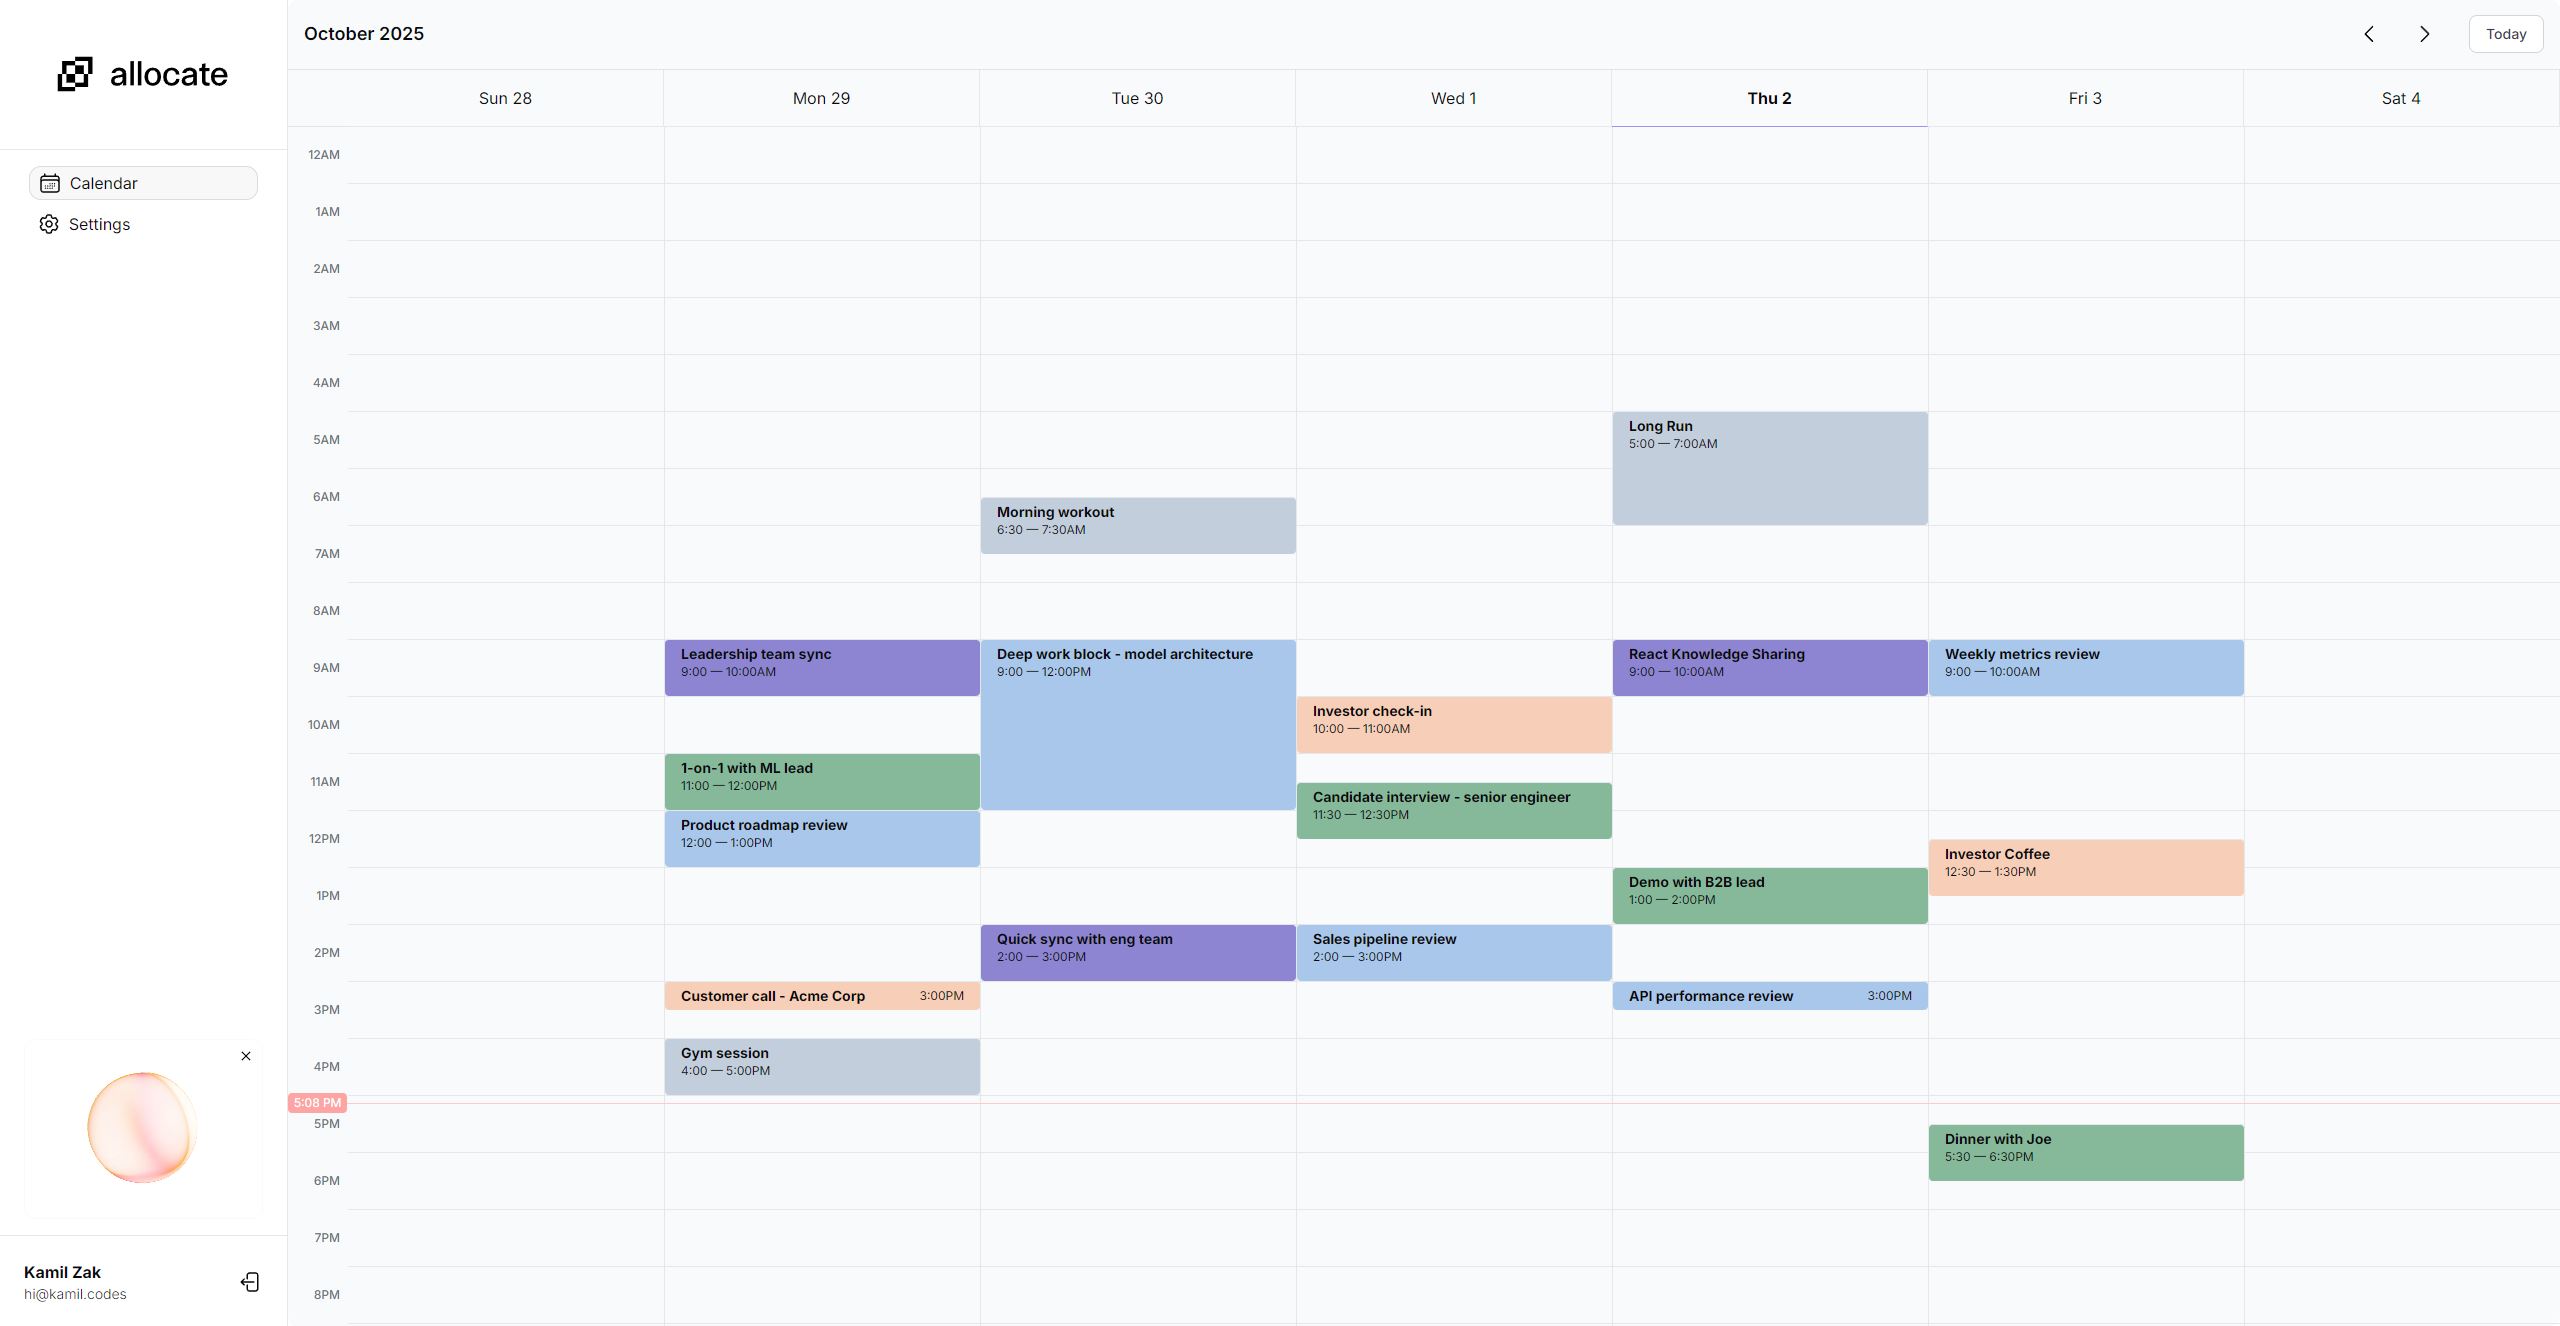 allocate
Calendar
Settings
Kamil Zak
hi@kamil.codes
October 2025
Today
Sun 28
Mon 29
Tue 30
Wed 1
Thu 2
Fri 3
Sat 4
12AM
1AM
2AM
3AM
4AM
5AM
6AM
7AM
8AM
9AM
10AM
11AM
12PM
1PM
2PM
3PM
4PM
5:08 PM
5PM
6PM
7PM
8PM
Leadership team sync
9:00 — 10:00AM
1-on-1 with ML lead
11:00 — 12:00PM
Product roadmap review
12:00 — 1:00PM
Customer call - Acme Corp 3:00PM
Gym session
4:00 — 5:00PM
Morning workout
6:30 — 7:30AM
Deep work block - model architecture
9:00 — 12:00PM
Quick sync with eng team
2:00 — 3:00PM
Investor check-in
10:00 — 11:00AM
Candidate interview - senior engineer
11:30 — 12:30PM
Sales pipeline review
2:00 — 3:00PM
Long Run
5:00 — 7:00AM
React Knowledge Sharing
9:00 — 10:00AM
Demo with B2B lead
1:00 — 2:00PM
API performance review 3:00PM
Weekly metrics review
9:00 — 10:00AM
Investor Coffee
12:30 — 1:30PM
Dinner with Joe
5:30 — 6:30PM